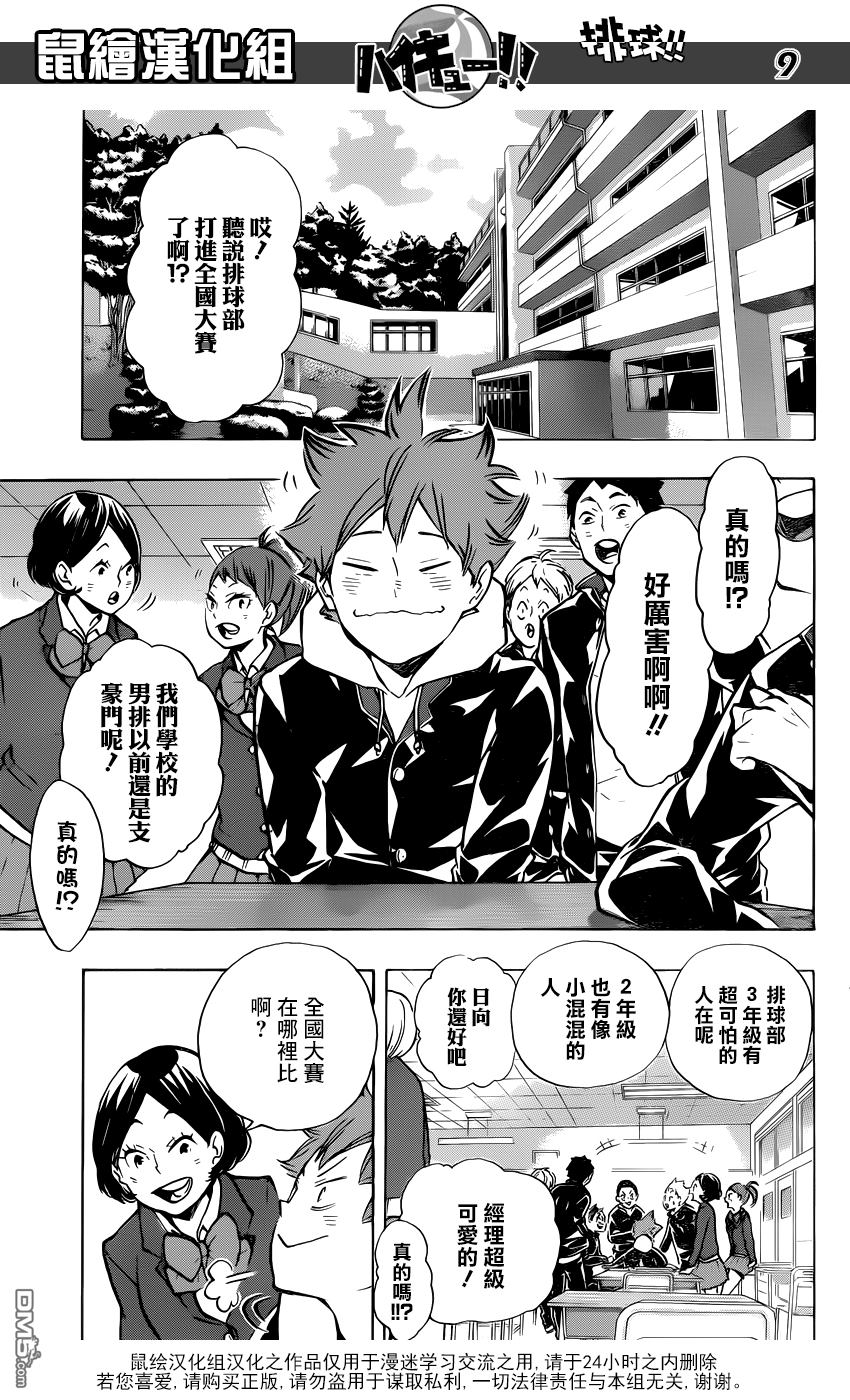 鼠繪漢化組
ハイキュー!!
排球!!
9
哎!
聽說排球部
打進全國大賽
了啊!?
真的嗎!?
好厲害啊啊!!
我們學校的
男排以前還是支
豪門呢!
真的嗎!?
排球部
3年級有
超可怕的
人在呢
2年級
也有像
小混混的
人
日向
你還好吧
經理超級
可愛的!
真的嗎!!?
全國大賽
在哪裡比
啊?
鼠绘汉化组汉化之作品仅用于漫迷学习交流之用, 请于24小时之内删除
若您喜爱, 请购买正版, 请勿盗用于谋取私利, 一切法律责任与本组无关, 谢谢。
DM5.com